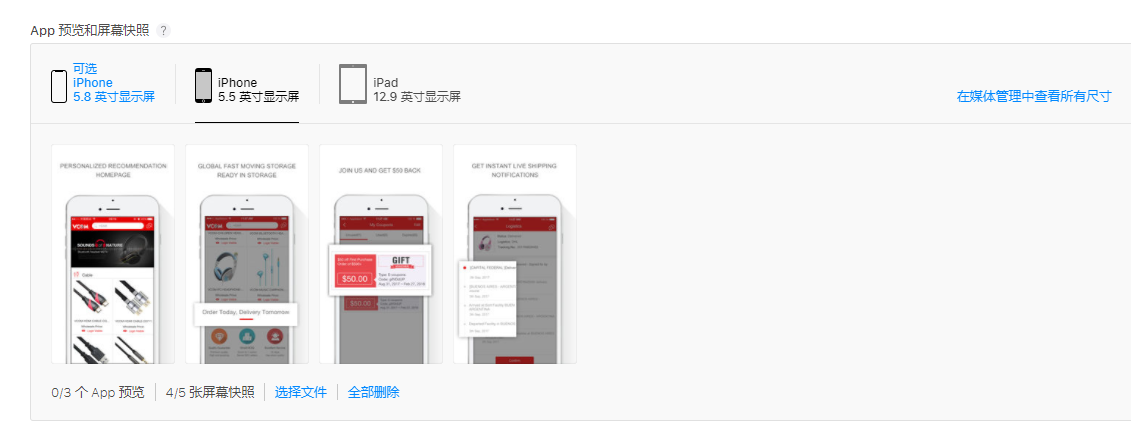 App 预览和屏幕快照 ?
可选
iPhone
5.8 英寸显示屏
iPhone
5.5 英寸显示屏
iPad
12.9 英寸显示屏
在媒体管理中查看所有尺寸
PERSONALIZED RECOMMENDATION
HOMEPAGE
GLOBAL FAST MOVING STORAGE
READY IN STORAGE
JOIN US AND GET $50 BACK
GET INSTANT LIVE SHIPPING
NOTIFICATIONS
Cable
Order Today, Delivery Tomorrow
My Coupons
GIFT
$50.00
$50.00
Logistics
0/3 个 App 预览
4/5 张屏幕快照
选择文件
全部删除